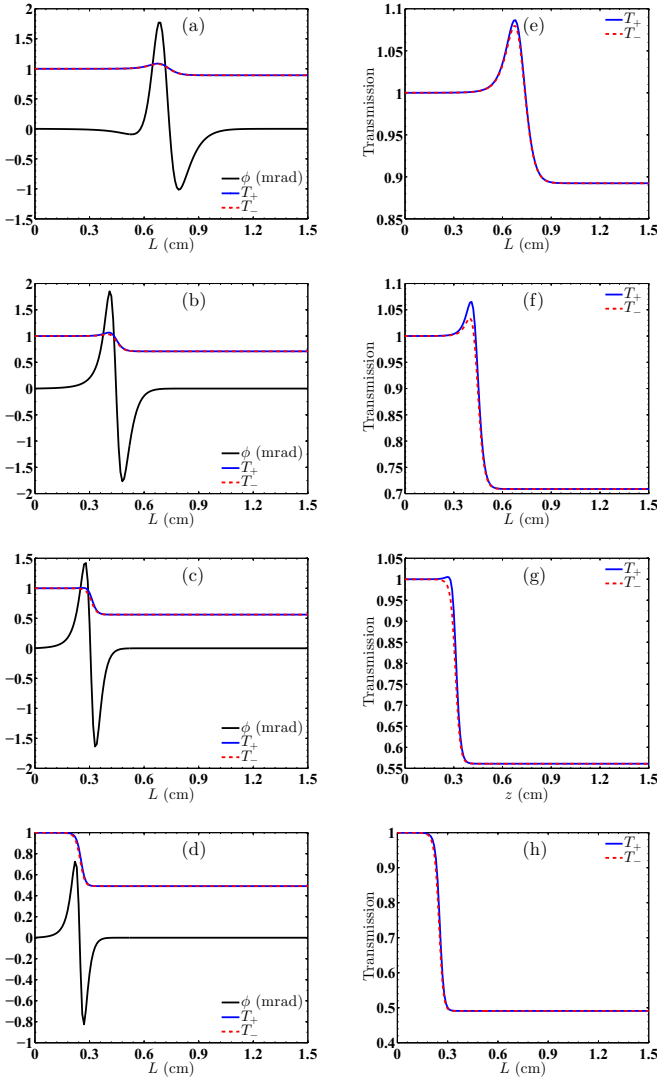 2
(a)
1.5
1
0.5
0
−0.5
−1
−1.5
ϕ (mrad)
T+
T−
0 0.3 0.6 0.9 1.2 1.5
L (cm)
1.1
(e)
T+
T−
1.05
1
0.95
0.9
0.85
Transmission
0 0.3 0.6 0.9 1.2 1.5
L (cm)
2
(b)
1.5
1
0.5
0
−0.5
−1
−1.5
−2
ϕ (mrad)
T+
T−
0 0.3 0.6 0.9 1.2 1.5
L (cm)
1.1
(f)
T+
T−
1.05
1
0.95
0.9
0.85
0.8
0.75
0.7
Transmission
0 0.3 0.6 0.9 1.2 1.5
L (cm)
1.5
(c)
1
0.5
0
−0.5
−1
−1.5
−2
ϕ (mrad)
T+
T−
0 0.3 0.6 0.9 1.2 1.5
L (cm)
1.05
(g)
T+
T−
1
0.95
0.9
0.85
0.8
0.75
0.7
0.65
0.6
0.55
Transmission
0 0.3 0.6 0.9 1.2 1.5
z (cm)
1
(d)
0.8
0.6
0.4
0.2
0
−0.2
−0.4
−0.6
−0.8
−1
ϕ (mrad)
T+
T−
0 0.3 0.6 0.9 1.2 1.5
L (cm)
1
(h)
T+
T−
0.9
0.8
0.7
0.6
0.5
0.4
Transmission
0 0.3 0.6 0.9 1.2 1.5
L (cm)